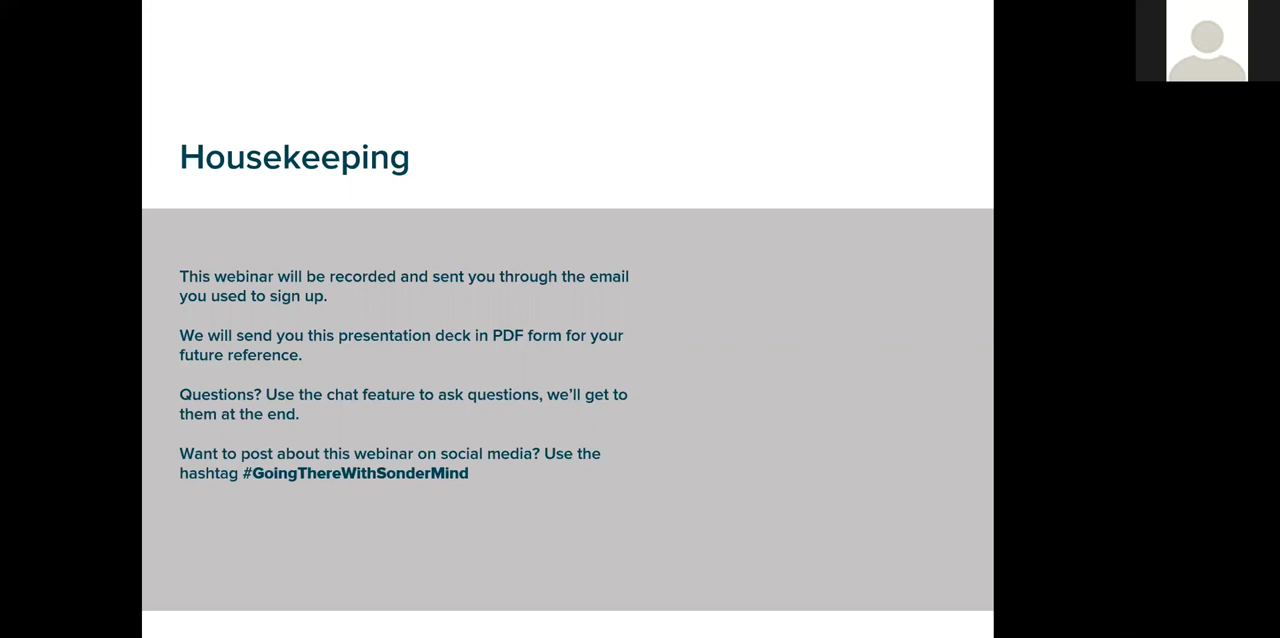 Housekeeping
This webinar will be recorded and sent you through the email
you used to sign up.
We will send you this presentation deck in PDF form for your
future reference.
Questions? Use the chat feature to ask questions, we’ll get to
them at the end.
Want to post about this webinar on social media? Use the
hashtag #GoingThereWithSonderMind